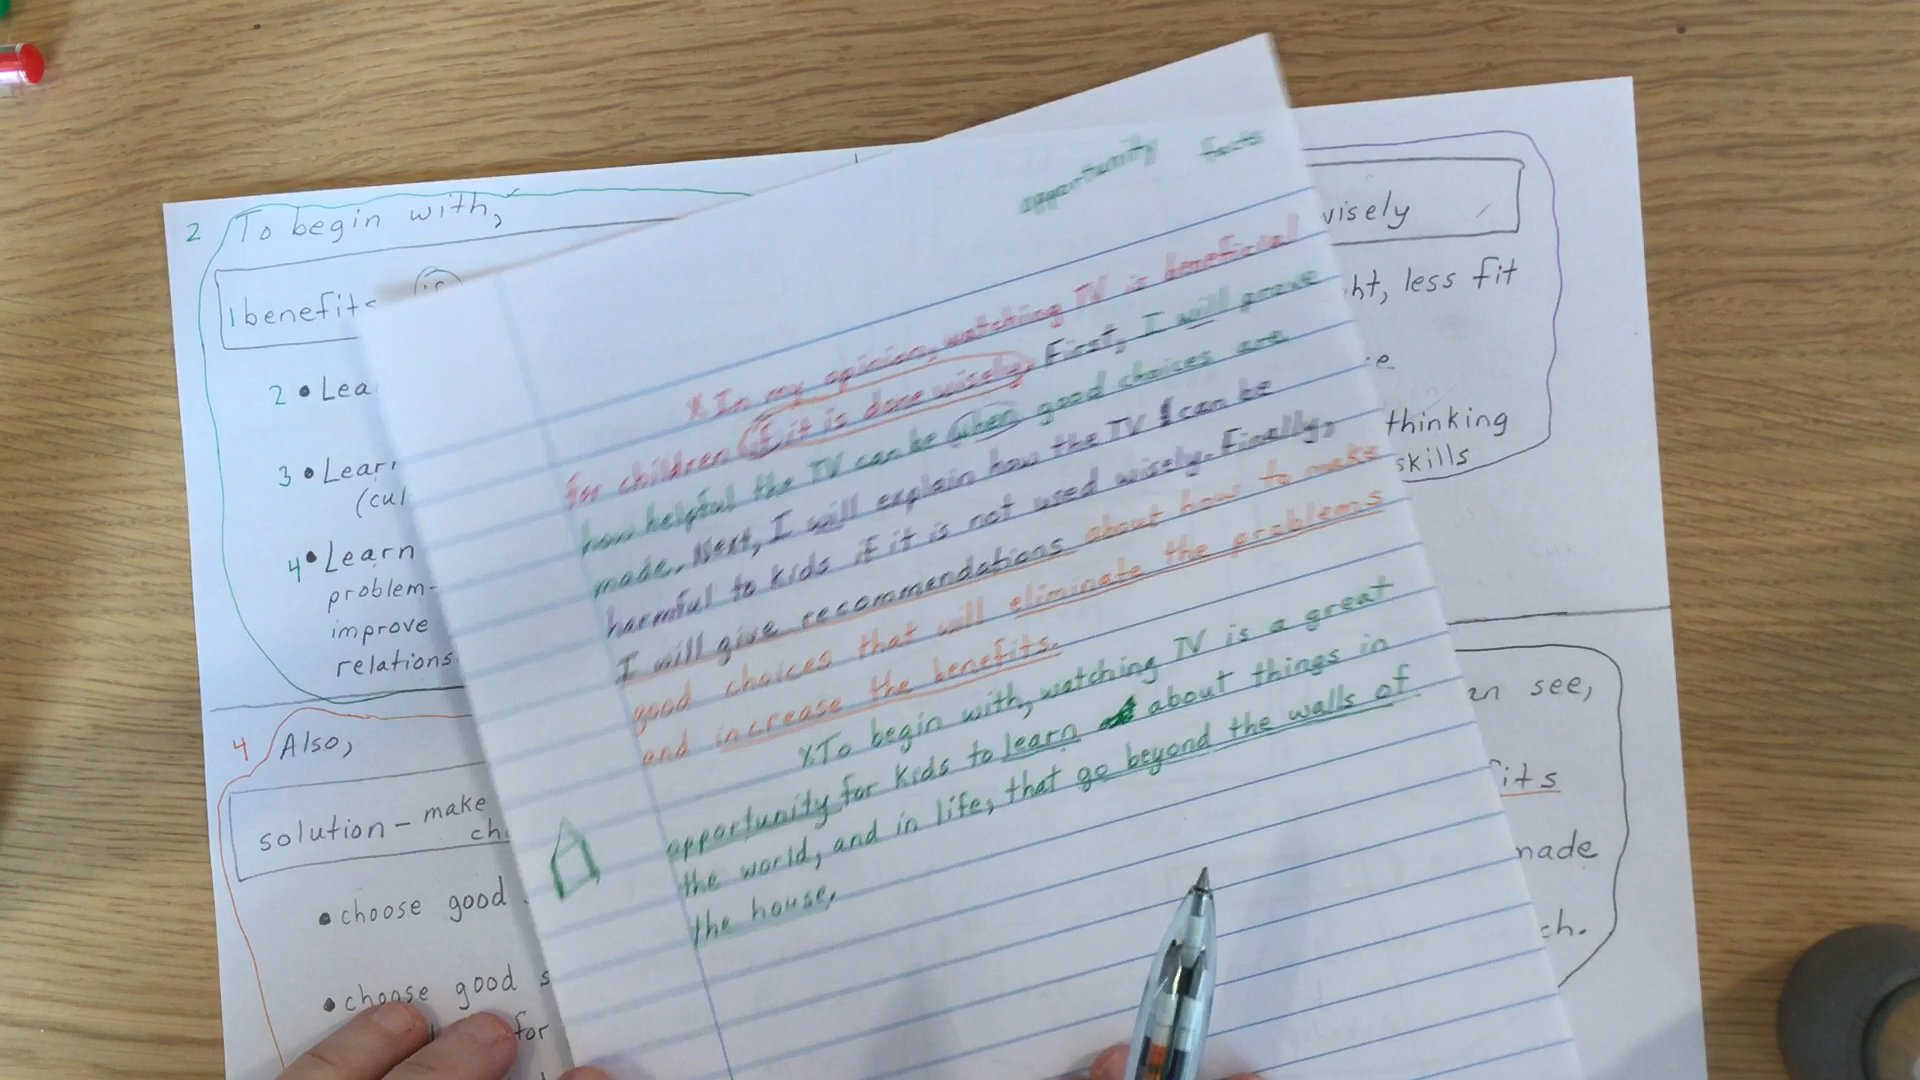 opportunity facts
X In my opinion, watching TV is beneficial
for children if it is done wisely. First, I will prove
how helpful the TV can be when good choices are
made. Next, I will explain how the TV can be
harmful to kids if it is not used wisely. Finally,
I will give recommendations about how to make
good choices that will eliminate the problems
and increase the benefits.
X To begin with, watching TV is a great
opportunity for kids to learn about things in
the world, and in life, that go beyond the walls of
the house.
2 To begin with,
1 benefits
2 • Lea
3 • Lear
(cul
4 • Learn
problem-
improve
relations
wisely
ht, less fit
e
thinking
skills
4 Also,
solution - make
ch
• choose good
• choose good s
for
an see,
fits
made
ch.